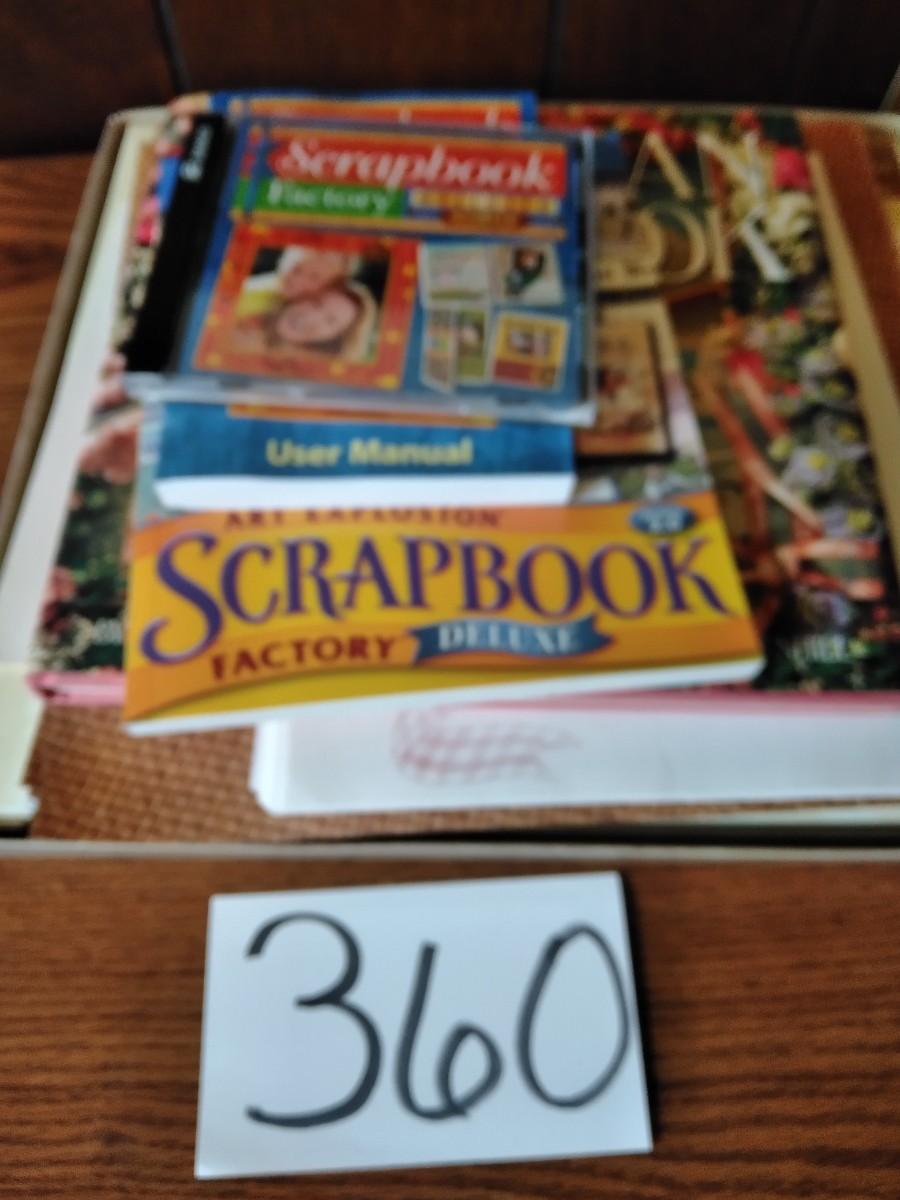 Scrapbook
Factory
User Manual
ART EXPLOSION
SCRAPBOOK
FACTORY DELUXE
360